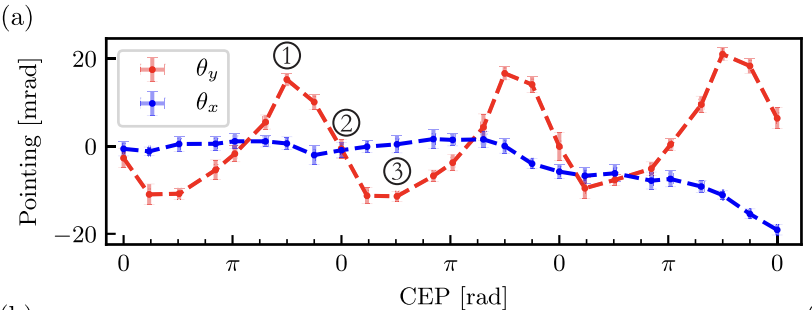 (a)
Pointing [mrad]
20
0
−20
θy
θx
1
2
3
0 π 0 π 0 π 0
CEP [rad]